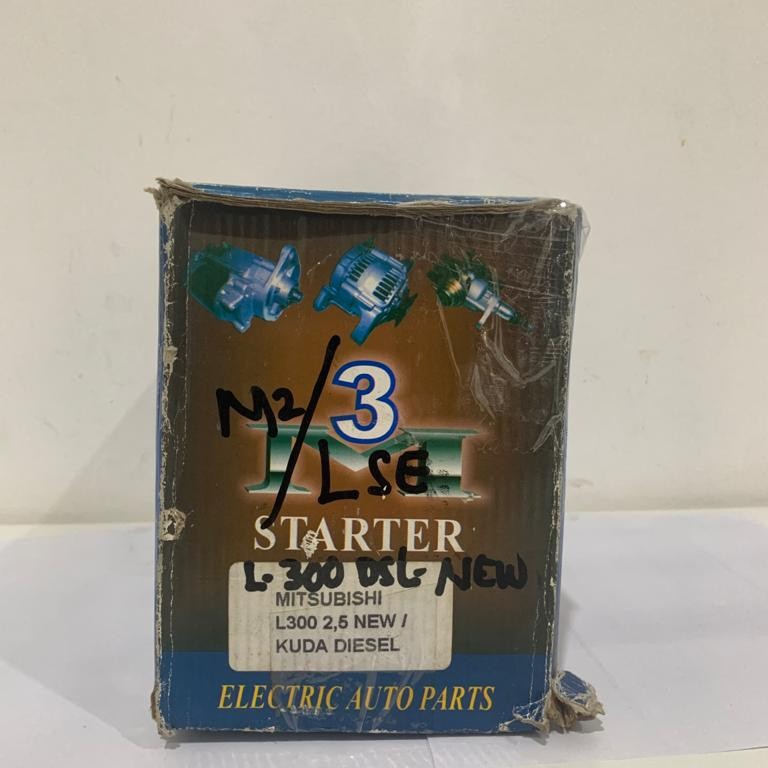 M2/
3
M
LSE
STARTER
L-300 DSL NEW
MITSUBISHI
L300 2,5 NEW /
KUDA DIESEL
ELECTRIC AUTO PARTS